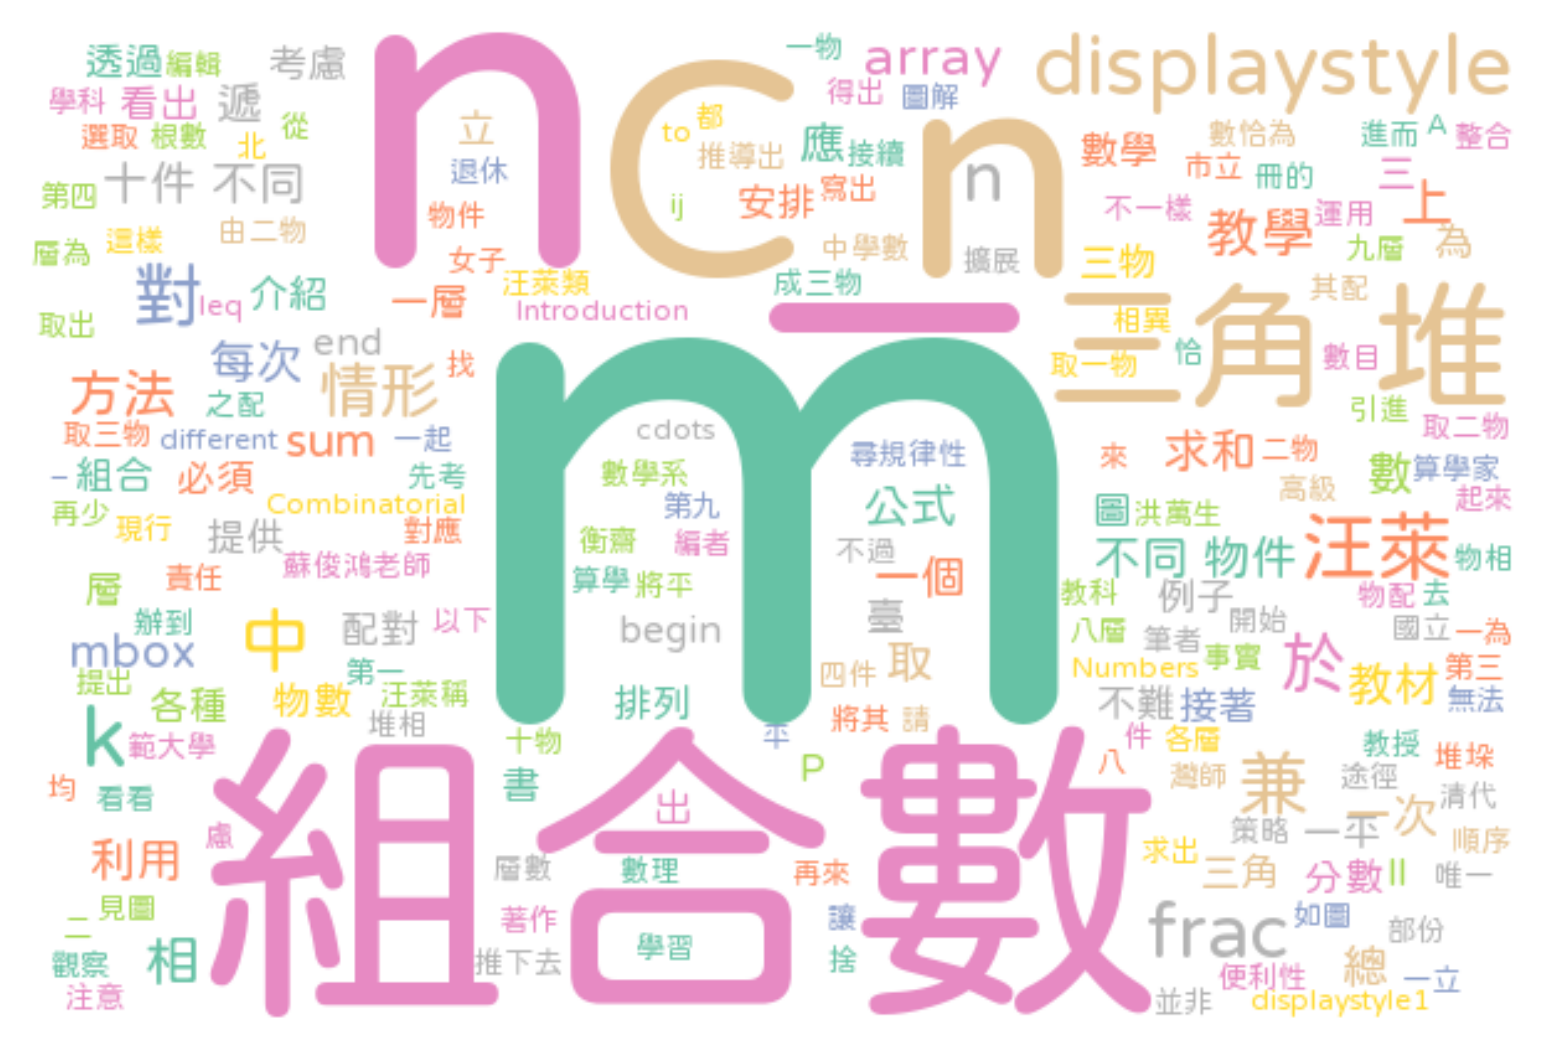 透過 編輯 考慮 n c n 一物 array displaystyle
學科 看出 遞 得出 圖解
選取 根數 北 從 立 to 都 推導出 應 接續 數學 數恰為 進而 A 整合
十件 不同 退休 n 市立 冊的 三
第四 物件 ij 安排 寫出 不一樣 教學 運用 上
層為 這樣 由二物 女子 中學數 擴展 三物 九層 為
對 leq 介紹 一層 汪萊類 成三物 三角 堆 其配
取出 Introduction 一 相異
每次 end 找 m 取一物 恰 數目
方法 之配 情形 引進
取三物 different sum 一起 cdots 尋規律性 來 求和 二物 取二物
– 組合 必須 先考 數學系 數 算學家
再少 現行 Combinatorial 對應 第九 公式 圖 洪萬生 高級 起來
提供 衡齋 編者 不過 不同 物件 汪萊 物相
層 責任 蘇俊鴻老師 算學 將平 一個 教科 例子 物配 去
辦到 中 配對 以下 begin 臺 八層 筆者 開始 國立 一為
mbox 第一 四件 取 Numbers 事實 於 第三
提出 各種 物數 汪萊稱 排列 不難 接著 教材 無法
k 範大學 堆相 十物 平 將其 請 件 各層 教授 堆垛
均 看看 組合數 書 P 八 灣師 兼 途徑 清代
利用 慮 出 策略 一平 一次 順序
層數 數理 再來 求出 三角 分數 II 唯一
二 見圖 著作 讓 frac 如圖 部份
觀察 相 推下去 學習 捨 便利性 總 一立
注意 並非 displaystyle1